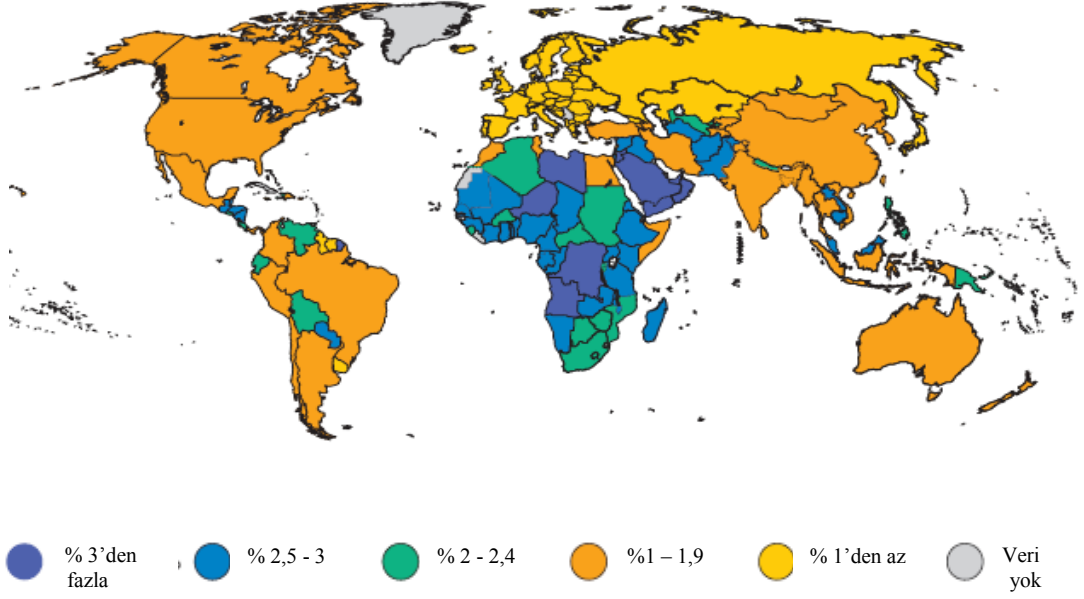 % 3'den
fazla
% 2,5 - 3
% 2 - 2,4
%1 – 1,9
% 1'den az
Veri
yok